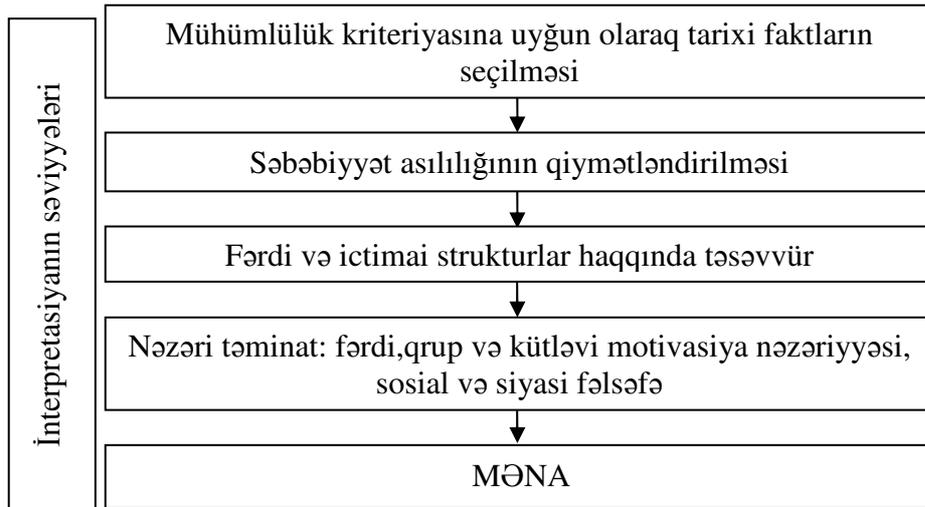 İnterpretasiyanın səviyyələri
Mühümlülük kriteriyasına uyğun olaraq tarixi faktların
seçilməsi
Səbəbiyyət asılılığının qiymətləndirilməsi
Fərdi və ictimai strukturlar haqqında təsəvvür
Nəzəri təminat: fərdi,qrup və kütləvi motivasiya nəzəriyyəsi,
sosial və siyasi fəlsəfə
MƏNA